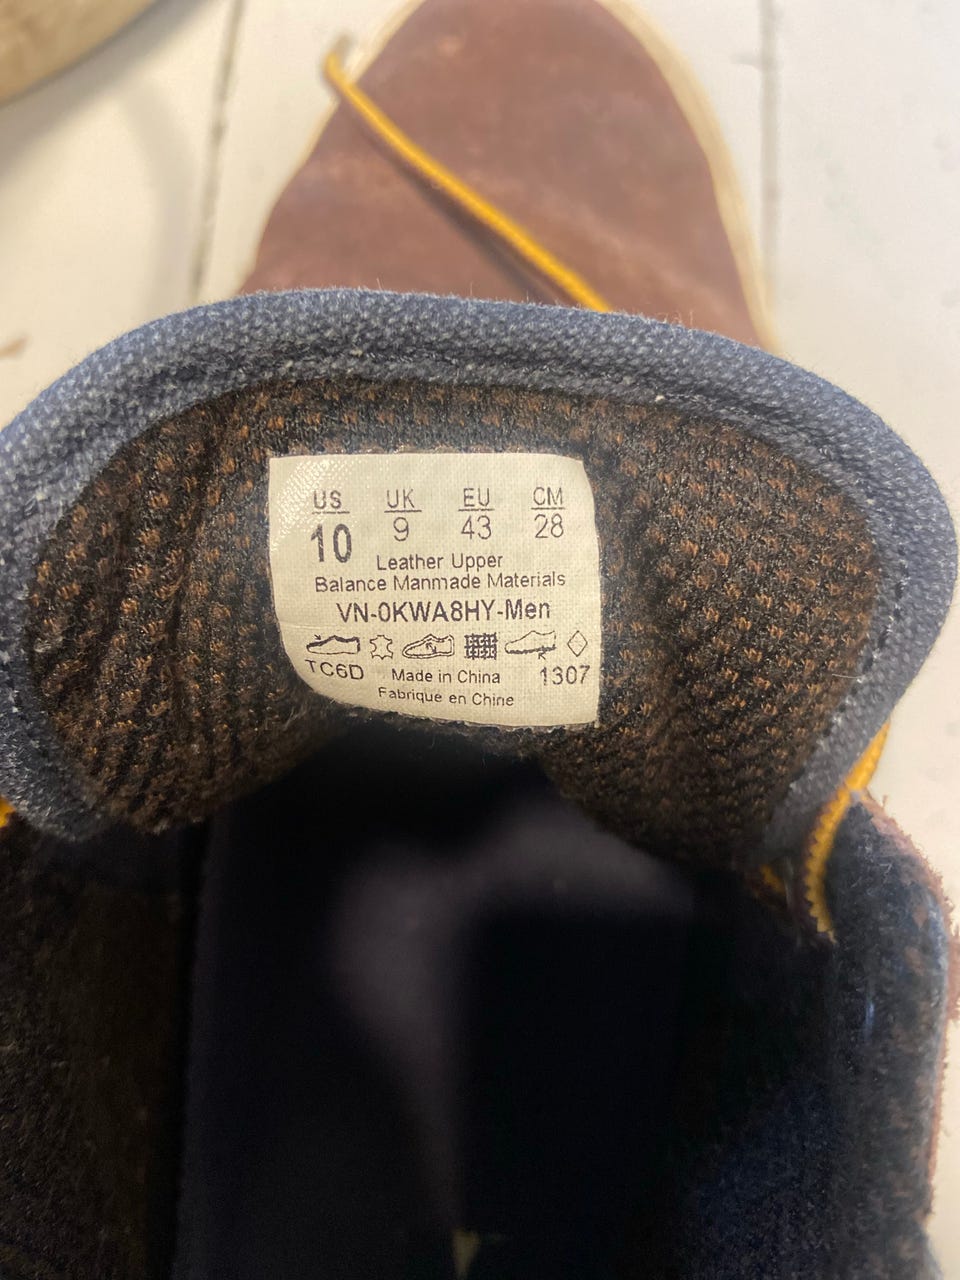 US UK EU CM
10 9 43 28
Leather Upper
Balance Manmade Materials
VN-0KWA8HY-Men
TC6D Made in China 1307
Fabrique en Chine